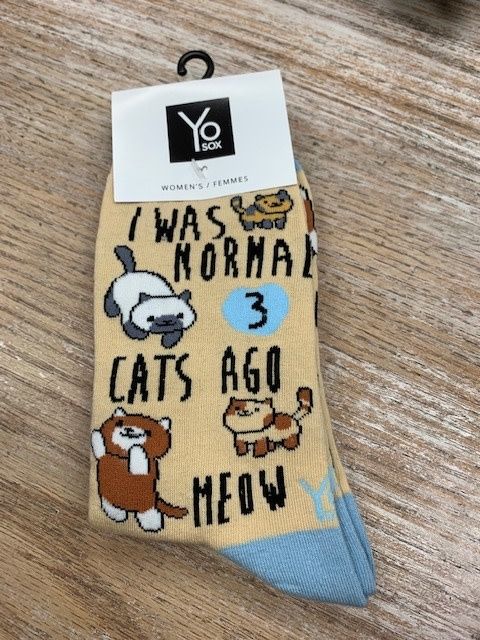 Yo
SOX
WOMEN'S / FEMMES
I WAS
NORMAL
3
CATS AGO
MEOW
Yo